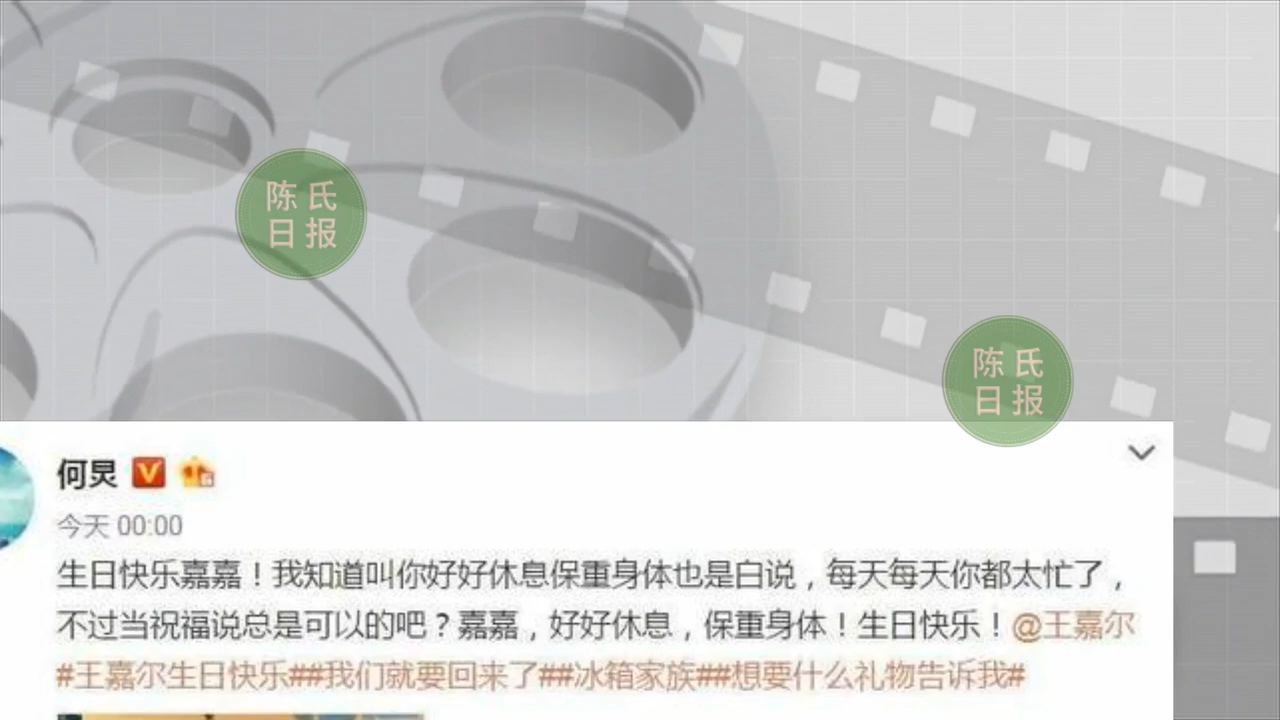 陈氏
日报
陈氏
日报
何炅
今天 00:00
生日快乐嘉嘉！我知道叫你好好休息保重身体也是白说，每天每天你都太忙了，
不过当祝福说总是可以的吧？嘉嘉，好好休息，保重身体！生日快乐！@王嘉尔
#王嘉尔生日快乐##我们就要回来了##冰箱家族##想要什么礼物告诉我#